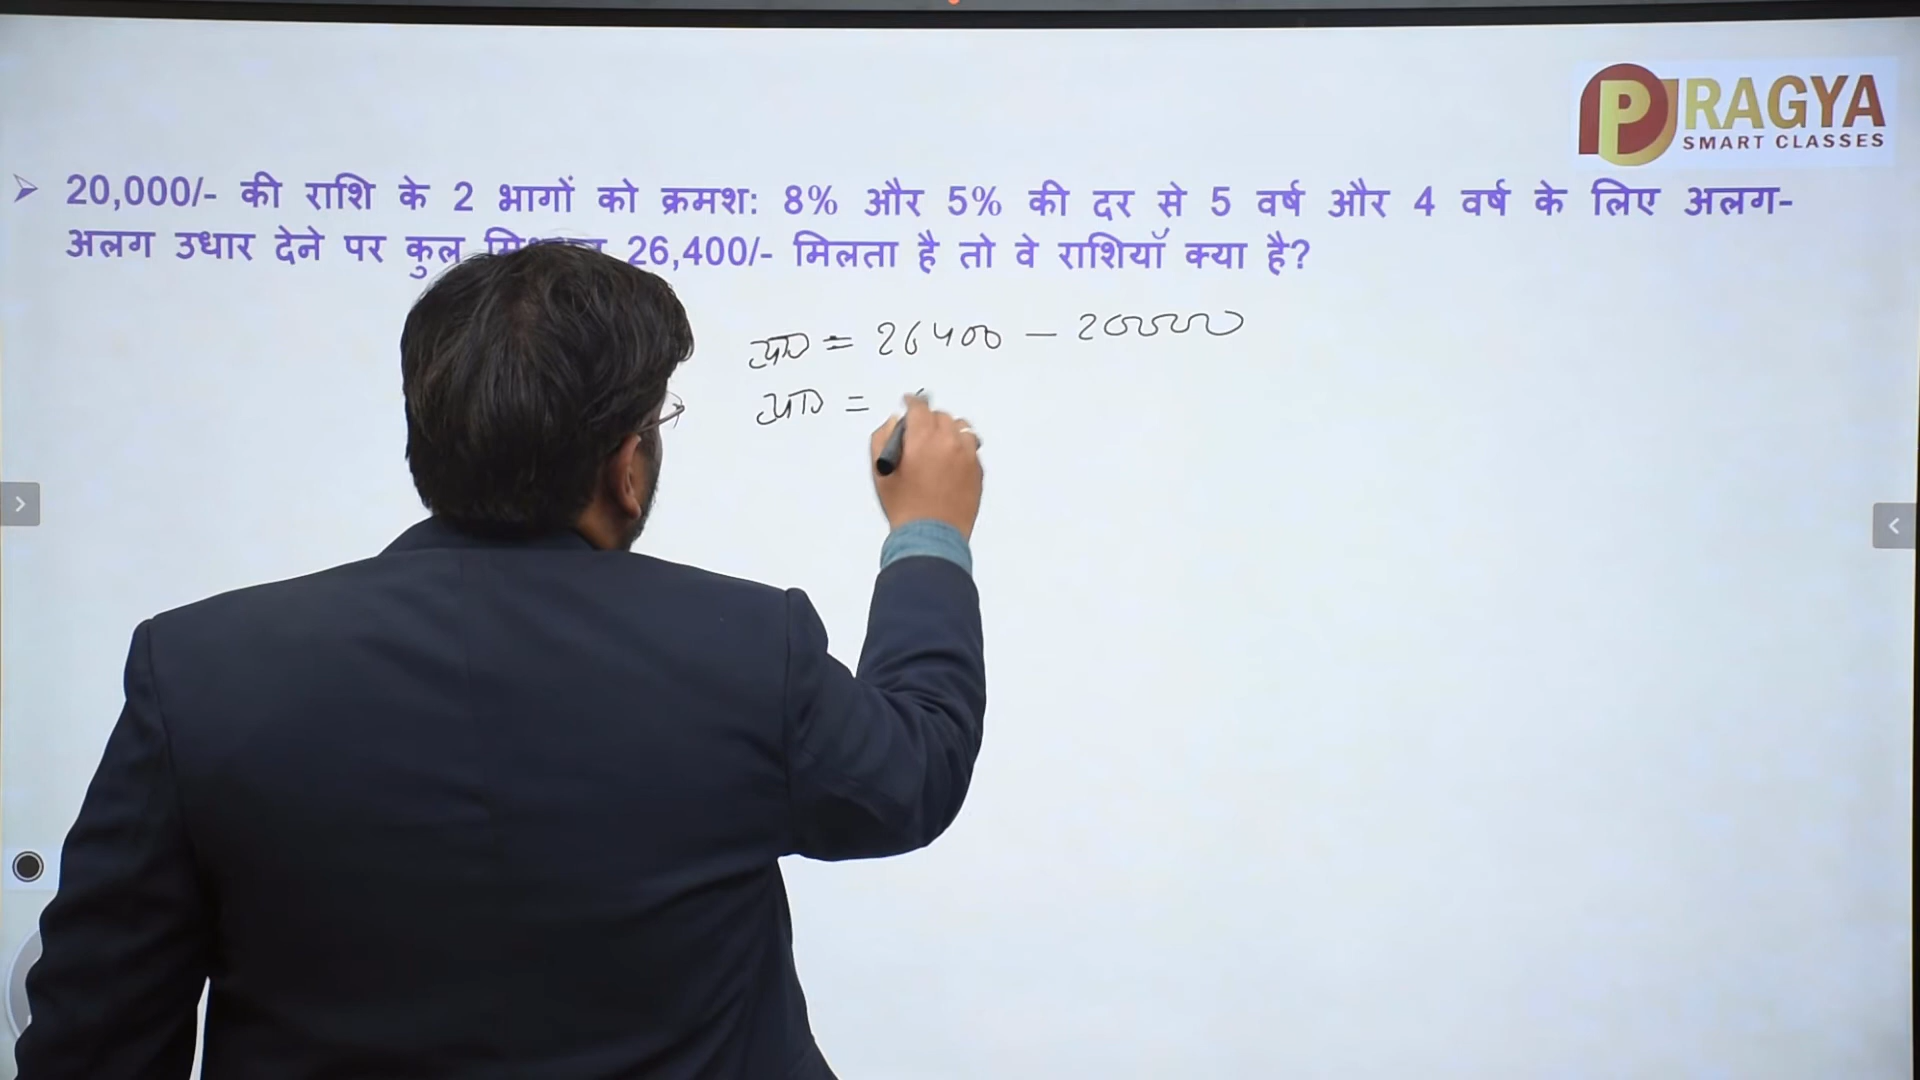 PRAGYA
SMART CLASSES
➢ 20,000/- की राशि के 2 भागों को क्रमश: 8% और 5% की दर से 5 वर्ष और 4 वर्ष के लिए अलग-
अलग उधार देने पर कुल 26,400/- मिलता है तो वे राशियाँ क्या है?
= 26400 - 20000
=